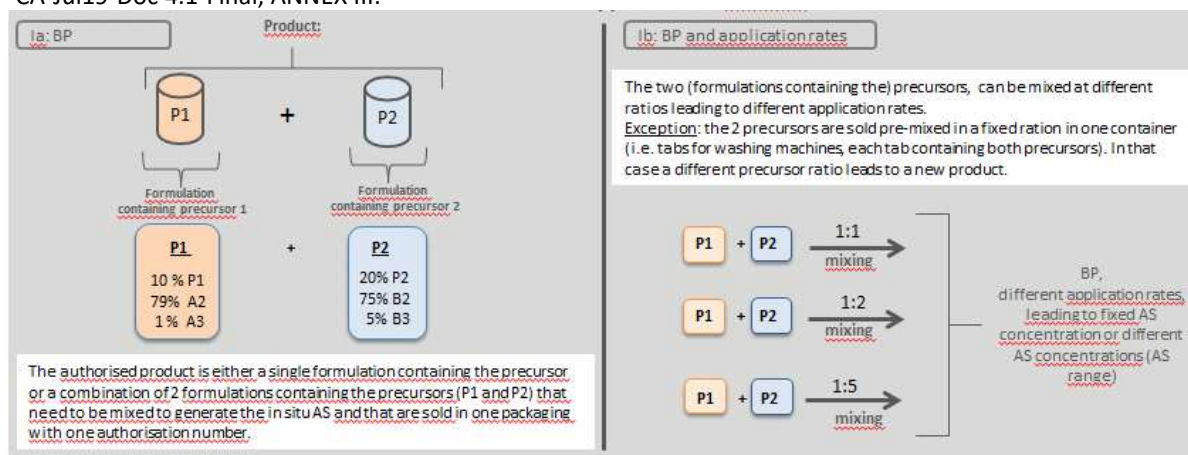 CA-Jul19-Doc 4.1-Final, ANNEX III.
Ia: BP
Product:
P1
+
P2
Formulation
containing precursor 1
Formulation
containing precursor 2
P1
10 % P1
79% A2
1% A3
+
P2
20% P2
75% B2
5% B3
The authorised product is either a single formulation containing the precursor
or a combination of 2 formulations containing the precursors (P1 and P2) that
need to be mixed to generate the in situ AS and that are sold in one packaging
with one authorisation number.
Ib: BP and application rates
The two (formulations containing the) precursors, can be mixed at different
ratios leading to different application rates.
Exception: the 2 precursors are sold pre-mixed in a fixed ration in one container
(i.e. tabs for washing machines, each tab containing both precursors). In that
case a different precursor ratio leads to a new product.
P1 + P2 1:1
mixing
P1 + P2 1:2
mixing
P1 + P2 1:5
mixing
BP,
different application rates,
leading to fixed AS
concentration or different
AS concentrations (AS
range)